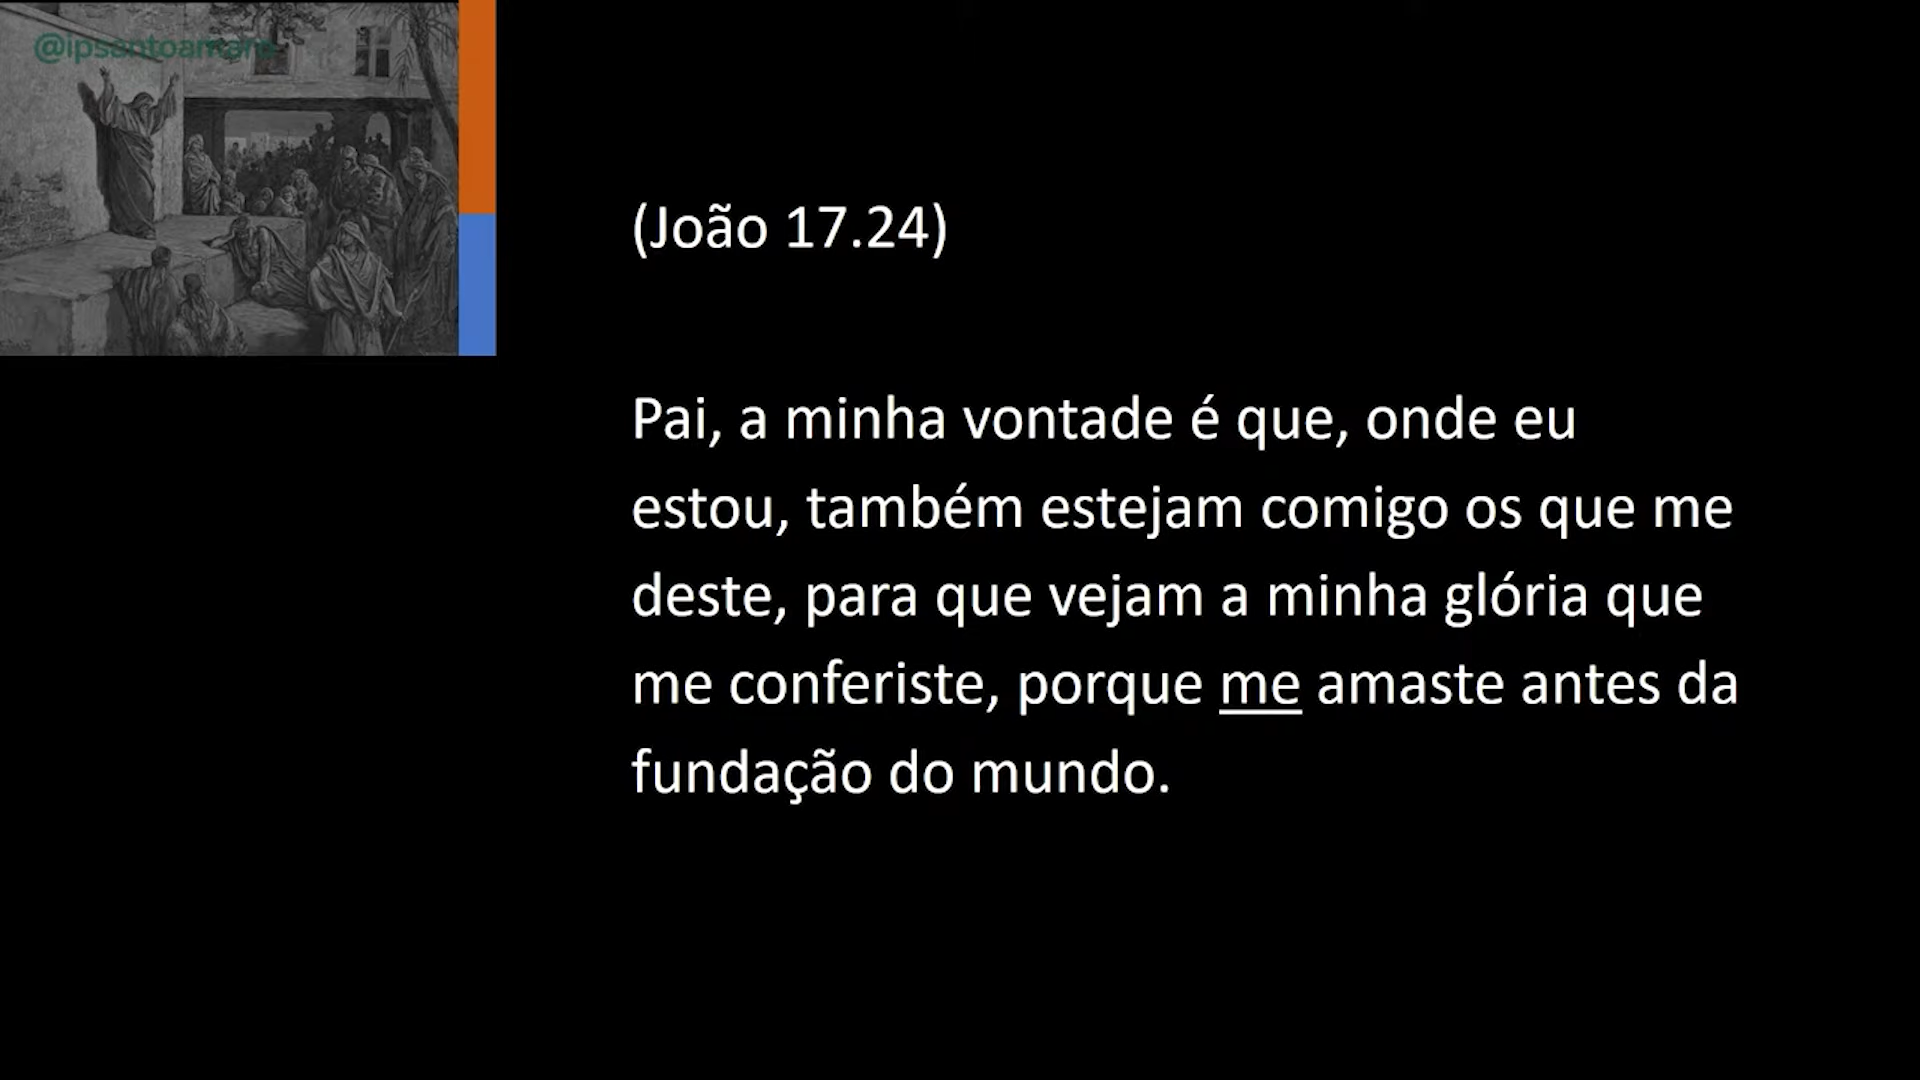 @ipsantoamaro
(João 17.24)
Pai, a minha vontade é que, onde eu
estou, também estejam comigo os que me
deste, para que vejam a minha glória que
me conferiste, porque me amaste antes da
fundação do mundo.